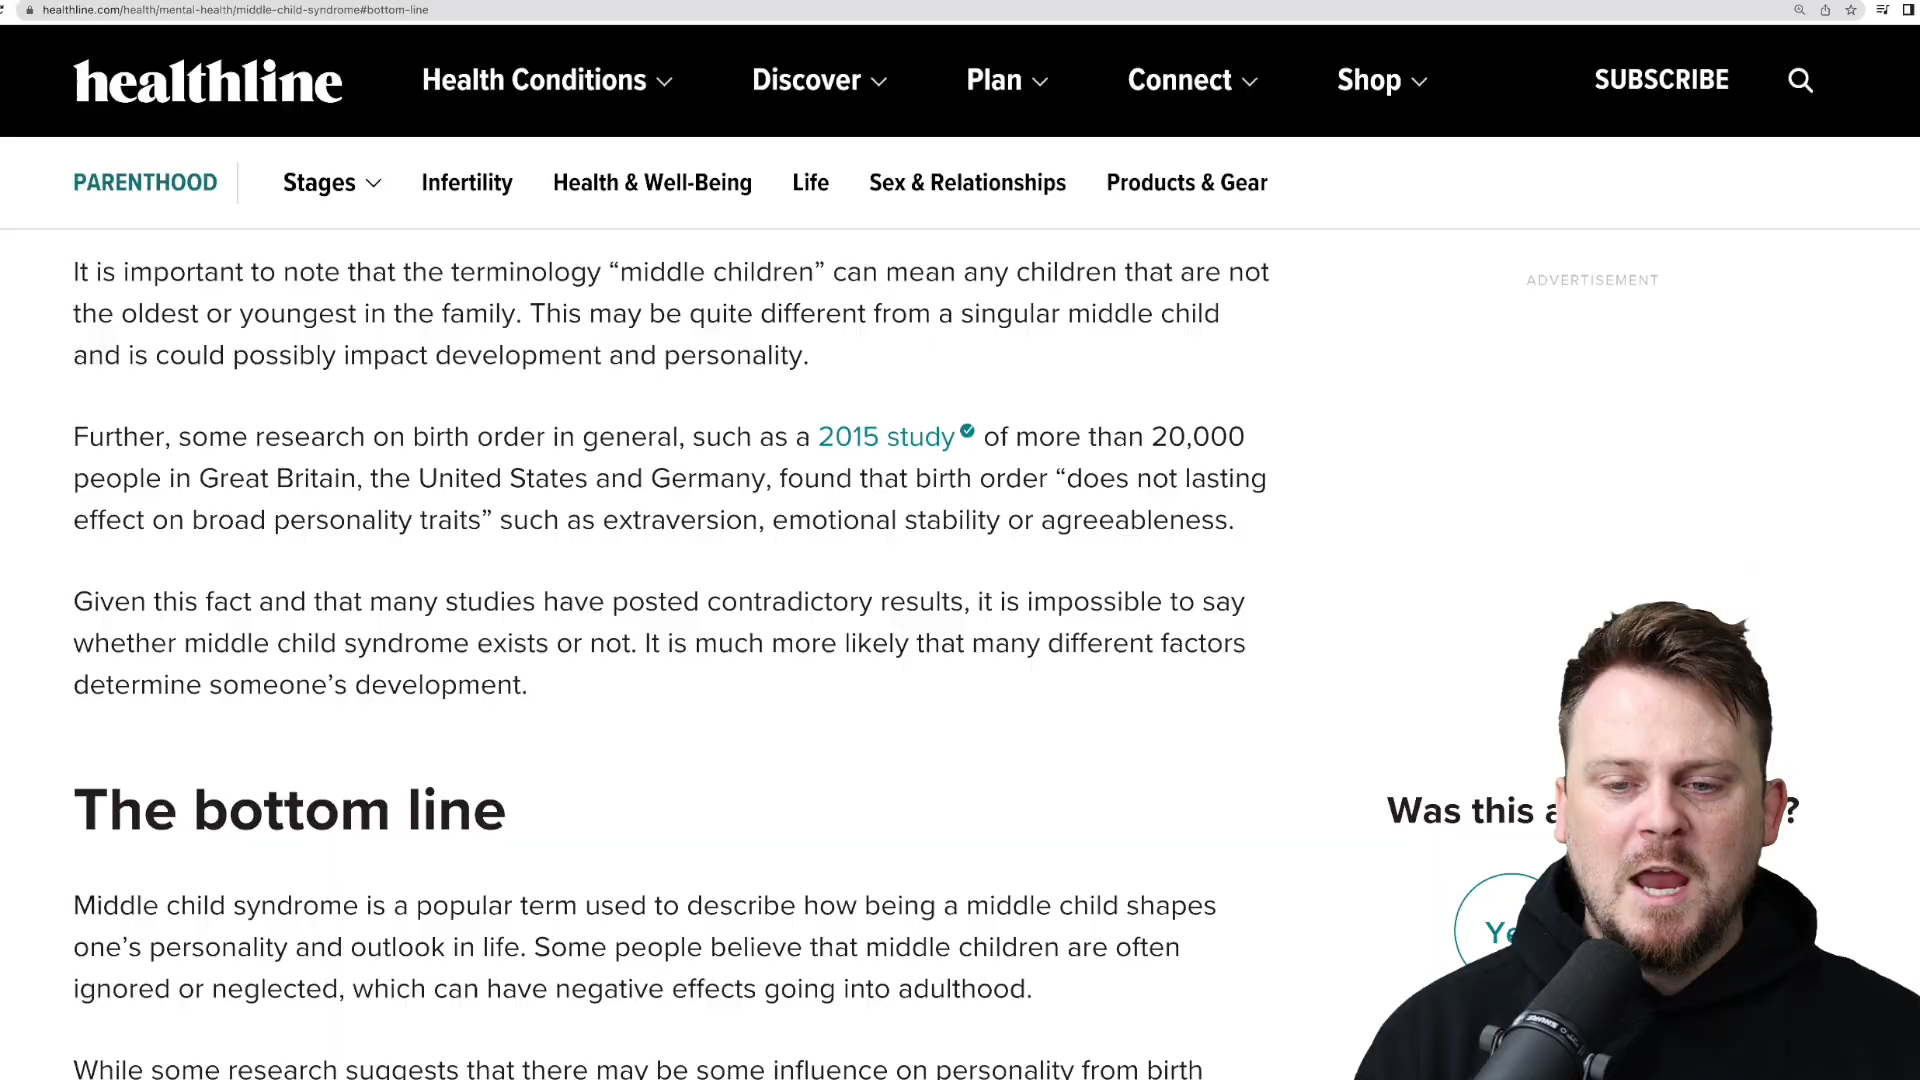 healthline.com/health/mental-health/middle-child-syndrome#bottom-line
healthline
Health Conditions
Discover
Plan
Connect
Shop
SUBSCRIBE
PARENTHOOD
Stages
Infertility
Health & Well-Being
Life
Sex & Relationships
Products & Gear
It is important to note that the terminology “middle children” can mean any children that are not
the oldest or youngest in the family. This may be quite different from a singular middle child
and is could possibly impact development and personality.
ADVERTISEMENT
Further, some research on birth order in general, such as a 2015 study of more than 20,000
people in Great Britain, the United States and Germany, found that birth order “does not lasting
effect on broad personality traits” such as extraversion, emotional stability or agreeableness.
Given this fact and that many studies have posted contradictory results, it is impossible to say
whether middle child syndrome exists or not. It is much more likely that many different factors
determine someone’s development.
The bottom line
Was this a ?
Middle child syndrome is a popular term used to describe how being a middle child shapes
one’s personality and outlook in life. Some people believe that middle children are often
ignored or neglected, which can have negative effects going into adulthood.
While some research suggests that there may be some influence on personality from birth
SHURE